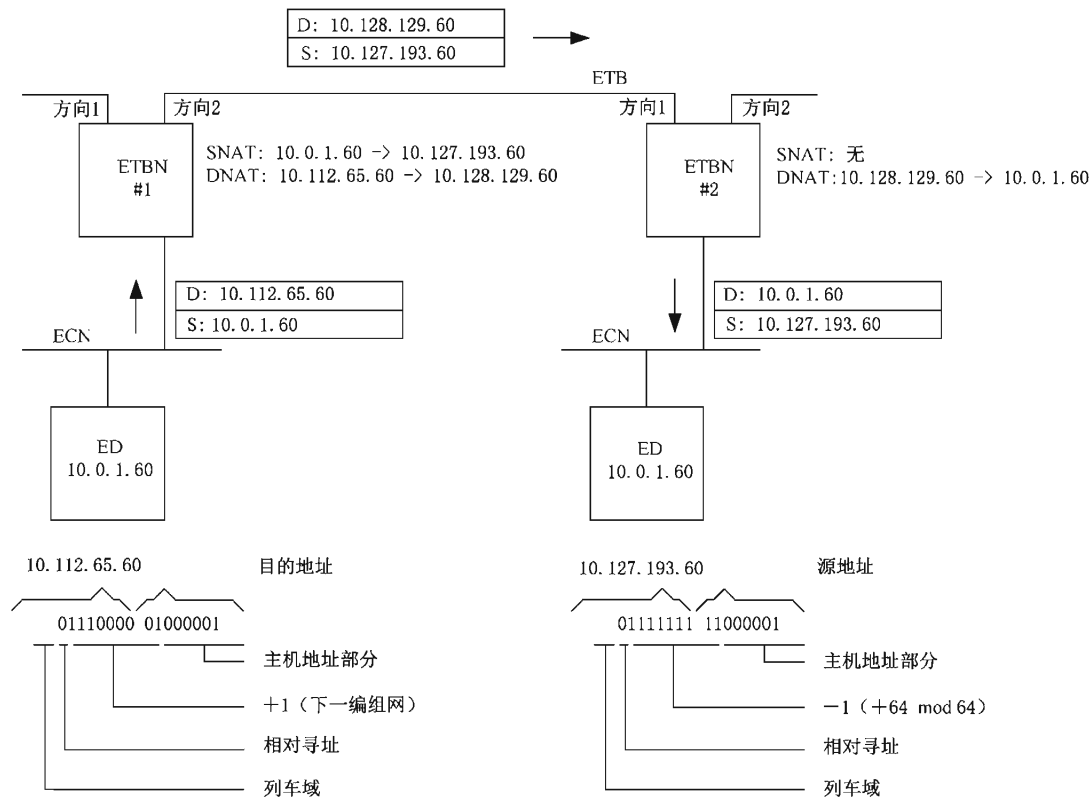 D: 10.128.129.60
S: 10.127.193.60
ETB
方向1
方向2
方向1
方向2
ETBN
#1
SNAT: 10.0.1.60 -> 10.127.193.60
DNAT: 10.112.65.60 -> 10.128.129.60
ETBN
#2
SNAT: 无
DNAT:10.128.129.60 -> 10.0.1.60
D: 10.112.65.60
S: 10.0.1.60
D: 10.0.1.60
S: 10.127.193.60
ECN
ECN
ED
10.0.1.60
ED
10.0.1.60
10.112.65.60
目的地址
01110000 01000001
主机地址部分
+1（下一编组网）
相对寻址
列车域
10.127.193.60
源地址
01111111 11000001
主机地址部分
－1（+64 mod 64）
相对寻址
列车域